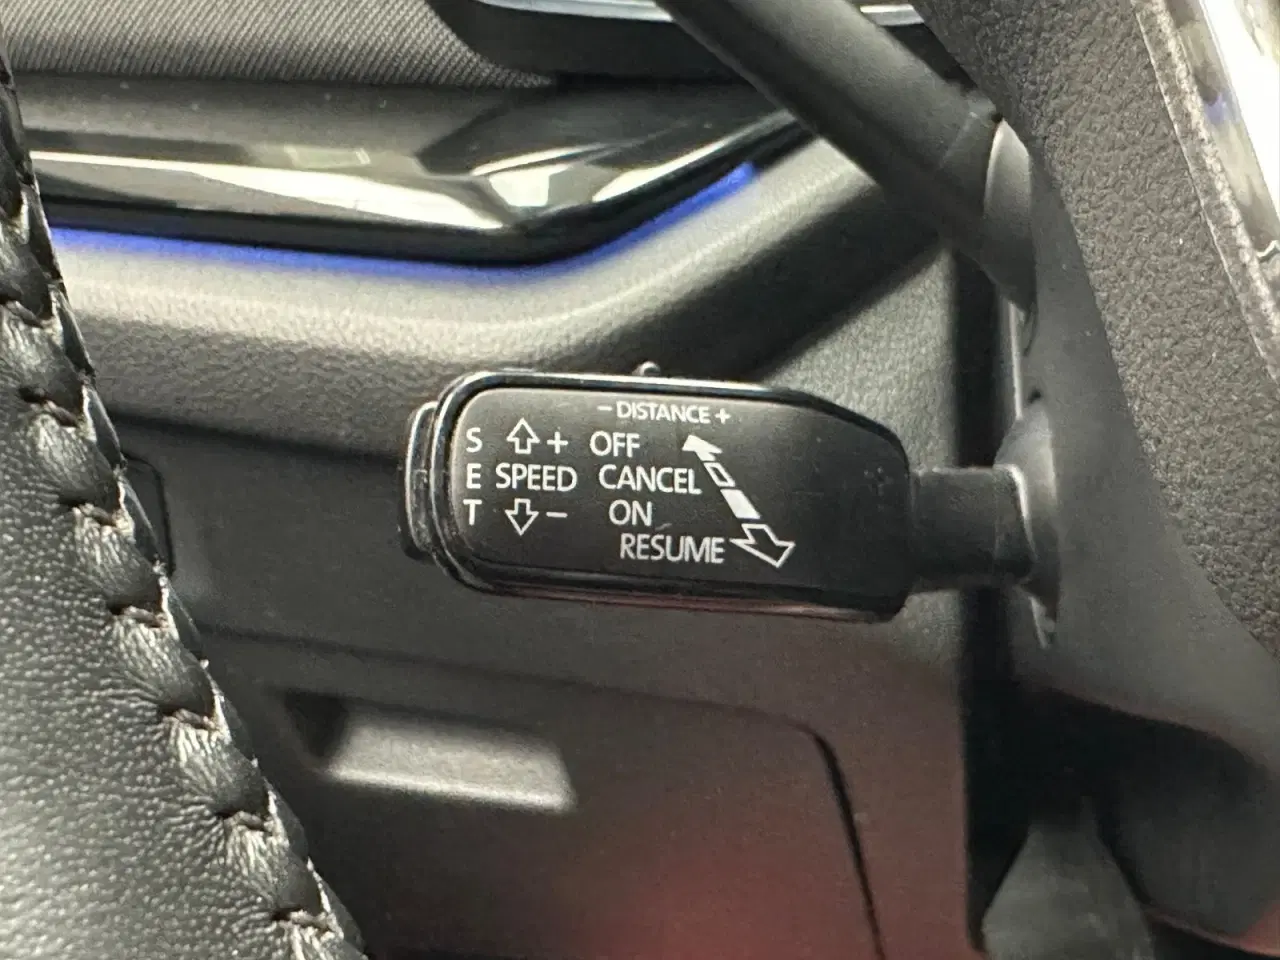 − DISTANCE +
S + OFF
E SPEED CANCEL
T − ON
RESUME